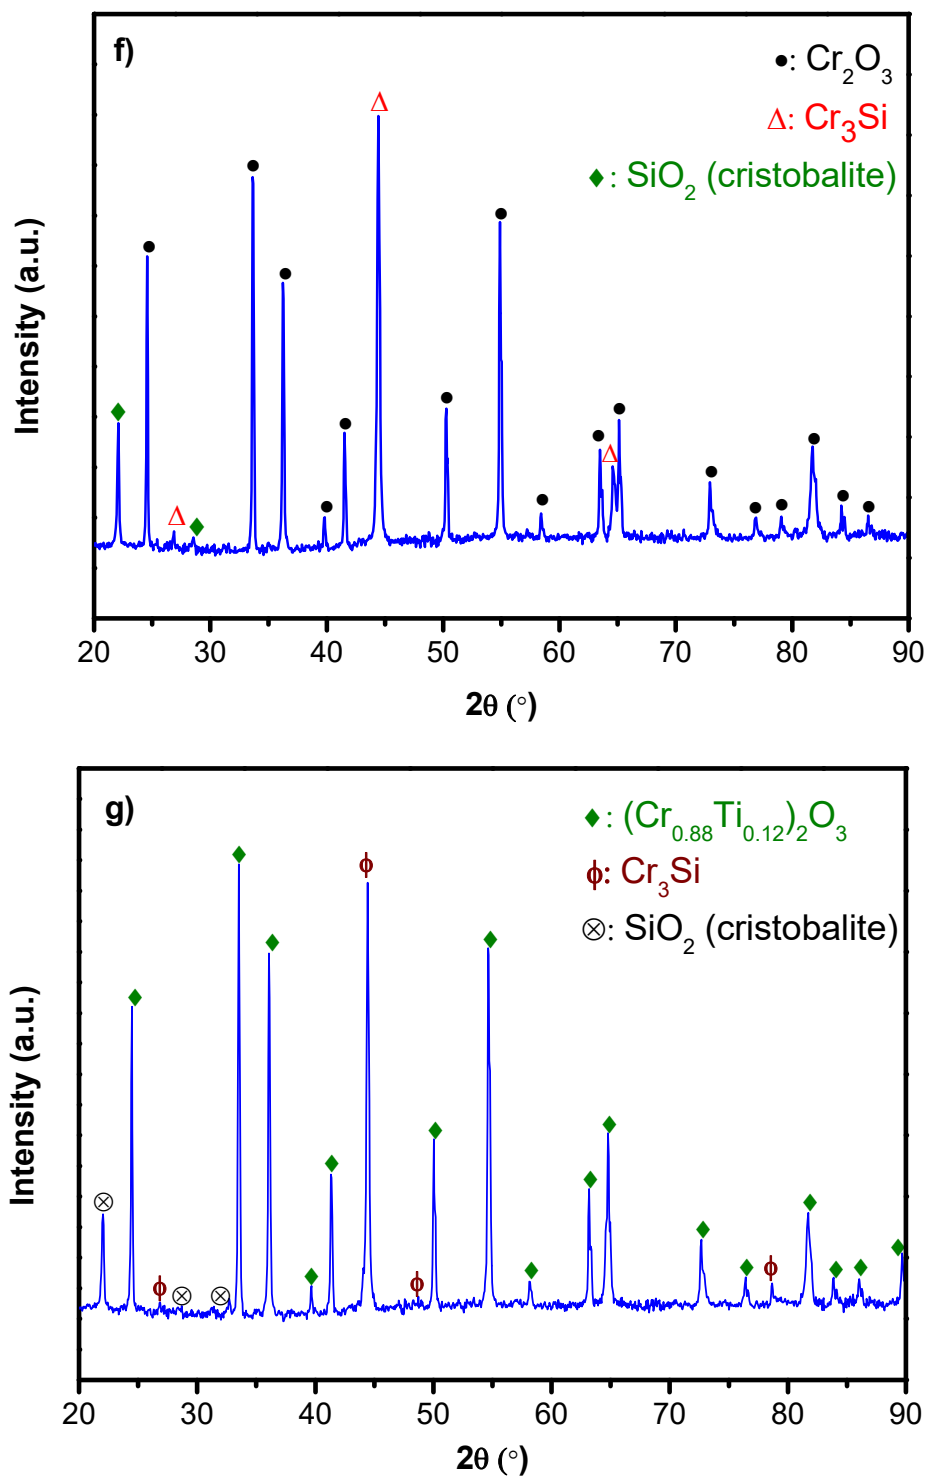 f)
●: Cr₂O₃
Δ: Cr₃Si
♦: SiO₂ (cristobalite)
Intensity (a.u.)
20 30 40 50 60 70 80 90
2θ (°)
g)
♦: (Cr₀.₈₈Ti₀.₁₂)₂O₃
ϕ: Cr₃Si
⊗: SiO₂ (cristobalite)
Intensity (a.u.)
20 30 40 50 60 70 80 90
2θ (°)